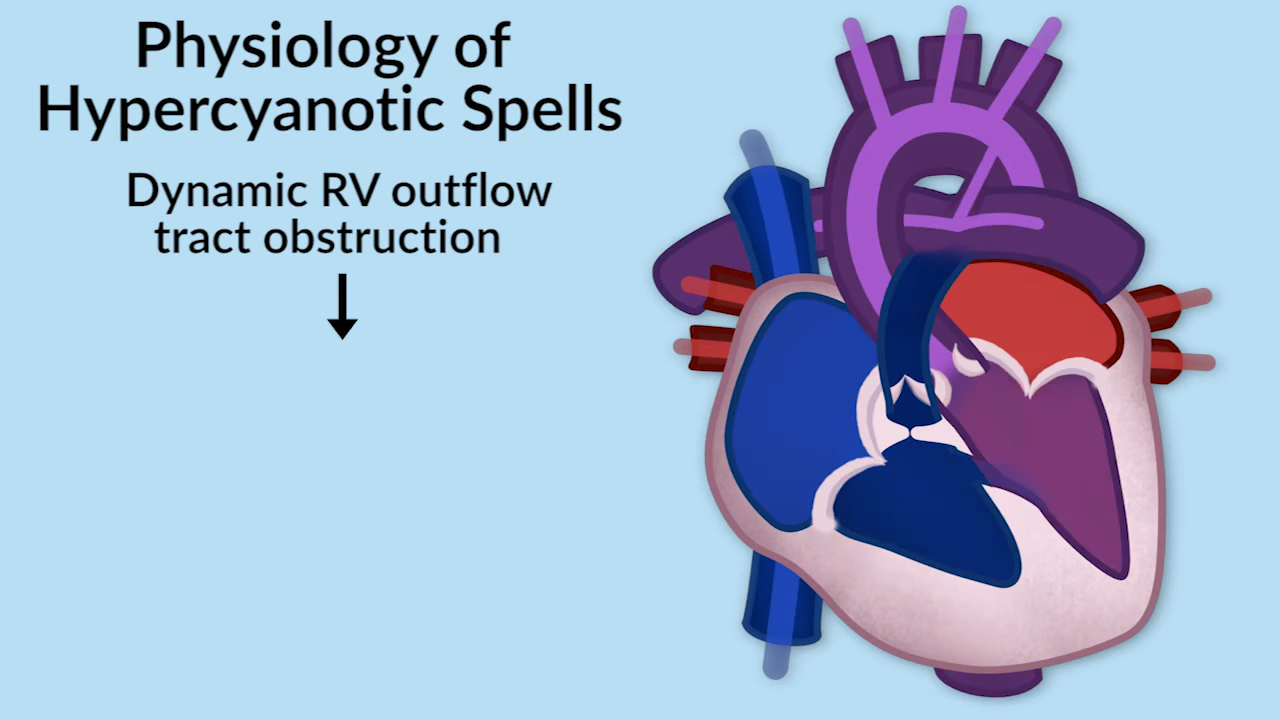 Physiology of
Hypercyanotic Spells
Dynamic RV outflow
tract obstruction